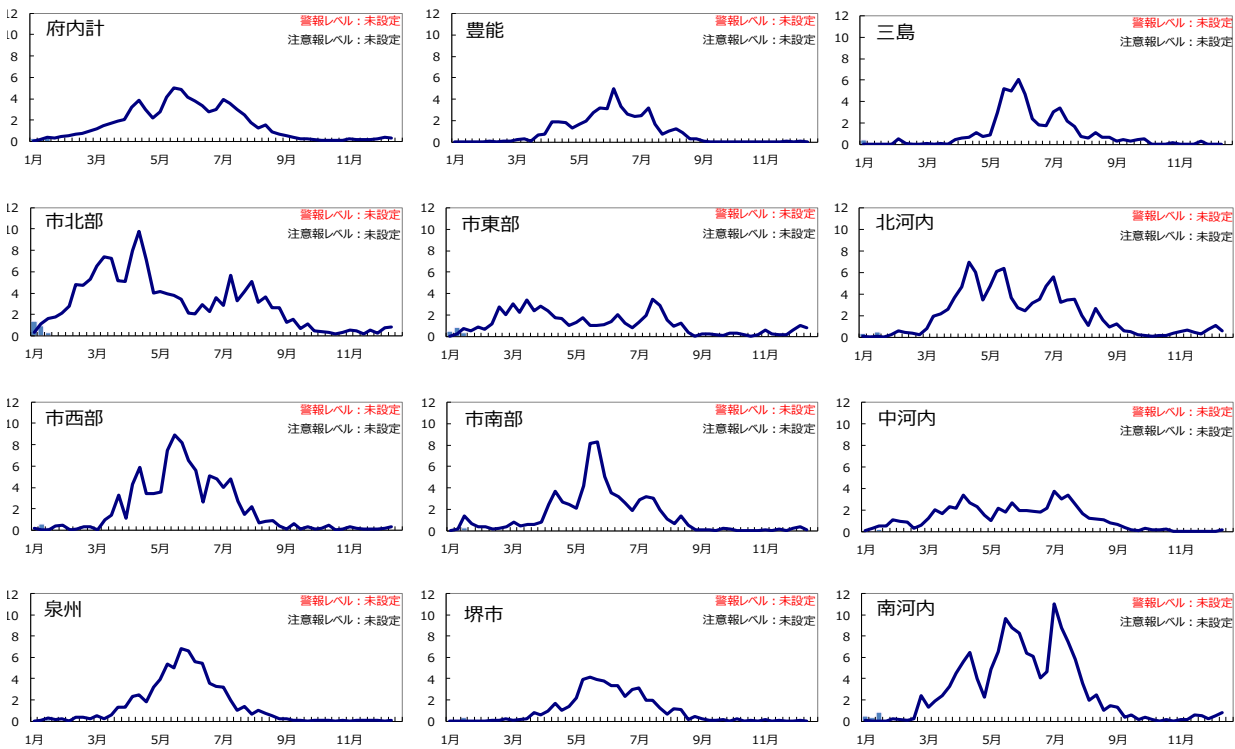 府内計
警報レベル：未設定
注意報レベル：未設定
12
10
8
6
4
2
0
1月 3月 5月 7月 9月 11月
豊能
警報レベル：未設定
注意報レベル：未設定
12
10
8
6
4
2
0
1月 3月 5月 7月 9月 11月
三島
警報レベル：未設定
注意報レベル：未設定
12
10
8
6
4
2
0
1月 3月 5月 7月 9月 11月
市北部
警報レベル：未設定
注意報レベル：未設定
12
10
8
6
4
2
0
1月 3月 5月 7月 9月 11月
市東部
警報レベル：未設定
注意報レベル：未設定
12
10
8
6
4
2
0
1月 3月 5月 7月 9月 11月
北河内
警報レベル：未設定
注意報レベル：未設定
12
10
8
6
4
2
0
1月 3月 5月 7月 9月 11月
市西部
警報レベル：未設定
注意報レベル：未設定
12
10
8
6
4
2
0
1月 3月 5月 7月 9月 11月
市南部
警報レベル：未設定
注意報レベル：未設定
12
10
8
6
4
2
0
1月 3月 5月 7月 9月 11月
中河内
警報レベル：未設定
注意報レベル：未設定
12
10
8
6
4
2
0
1月 3月 5月 7月 9月 11月
泉州
警報レベル：未設定
注意報レベル：未設定
12
10
8
6
4
2
0
1月 3月 5月 7月 9月 11月
堺市
警報レベル：未設定
注意報レベル：未設定
12
10
8
6
4
2
0
1月 3月 5月 7月 9月 11月
南河内
警報レベル：未設定
注意報レベル：未設定
12
10
8
6
4
2
0
1月 3月 5月 7月 9月 11月